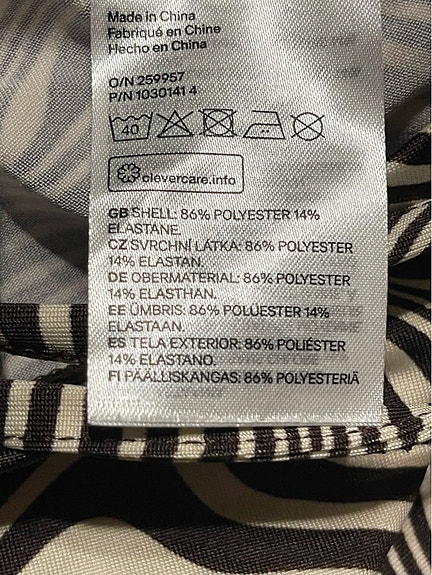 Made in China
Fabriqué en Chine
Hecho en China
O/N 259957
P/N 1030141 4
40
clevercare.info
GB SHELL: 86% POLYESTER 14%
ELASTANE.
CZ SVRCHNÍ LÁTKA: 86% POLYESTER
14% ELASTAN.
DE OBERMATERIAL: 86% POLYESTER
14% ELASTHAN.
EE ÜMBRIS: 86% POLÜESTER 14%
ELASTAAN.
ES TELA EXTERIOR: 86% POLIÉSTER
14% ELASTANO.
FI PÄÄLLISKANGAS: 86% POLYESTERIÄ